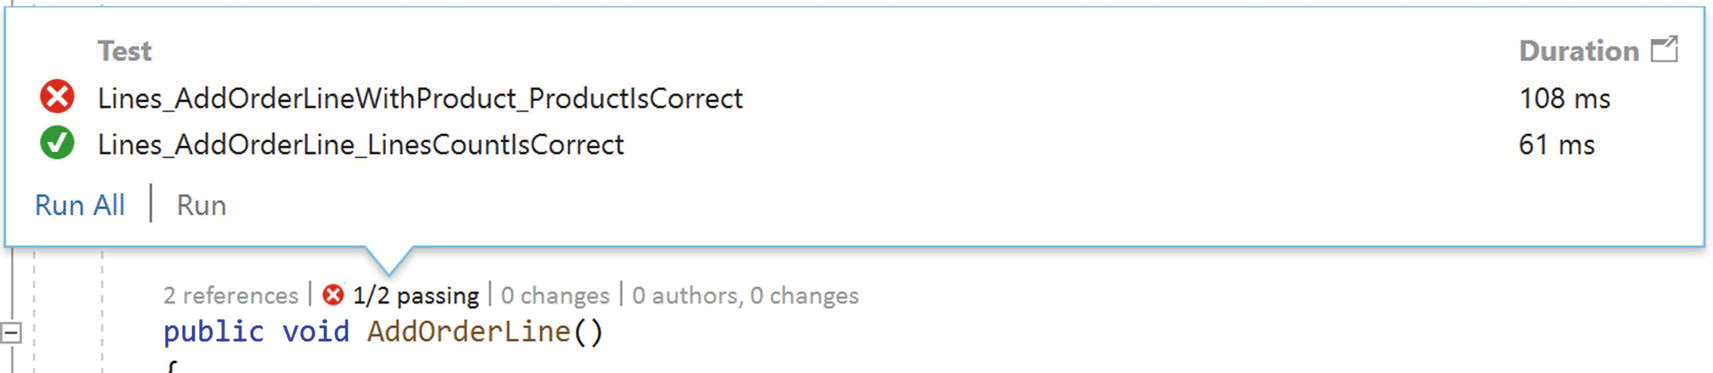 Test Duration
Lines_AddOrderLineWithProduct_ProductIsCorrect 108 ms
Lines_AddOrderLine_LinesCountIsCorrect 61 ms
Run All | Run
2 references | 1/2 passing | 0 changes | 0 authors, 0 changes
public void AddOrderLine()
{